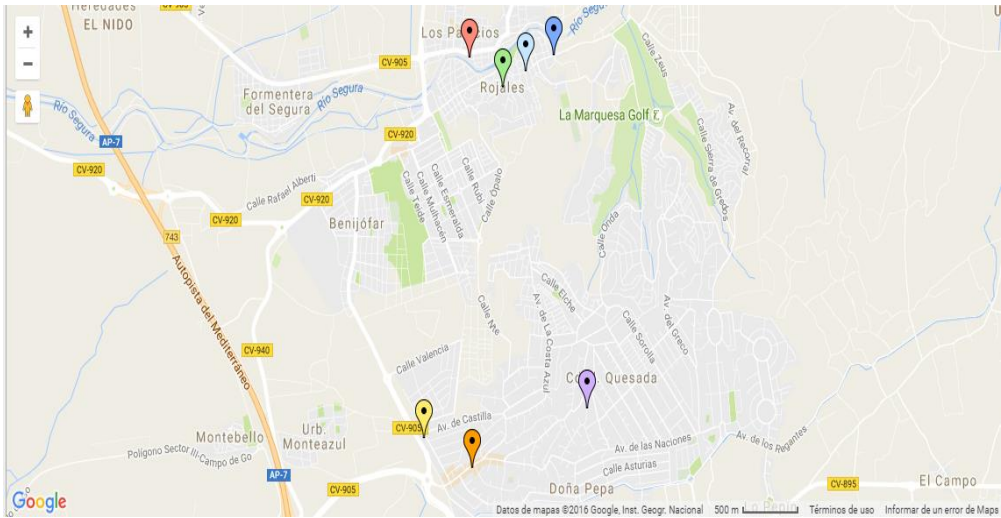 Heredades
EL NIDO
CV-905
Los Palacios
Formentera
del Segura
Río Segura
Río Segura
Río Segura
Rojales
La Marquesa Golf
Calle Zeus
Av. del Recorral
Calle Sierra de Gredos
AP-7
CV-920
CV-920
CV-920
CV-920
Calle Rafael Alberti
743
Autopista del Mediterráneo
Benijófar
Calle Teide
Calle Mulhacén
Calle Esmeralda
Calle Rubí
Calle Ópalo
Calle Onda
Calle Nte.
Calle Elche
Av. de La Costa Azul
Calle Sorolla
Av. del Greco
CV-940
Calle Valencia
Quesada
Montebello
Urb.
Monteazul
CV-905
Av. de Castilla
Polígono Sector III-Campo de Go
Av. de las Naciones
Av. de los Regantes
Calle Asturias
AP-7
CV-905
Doña Pepa
CV-895
El Campo
Google
Datos de mapas ©2016 Google, Inst. Geogr. Nacional
500 m
Términos de uso
Informar de un error de Maps